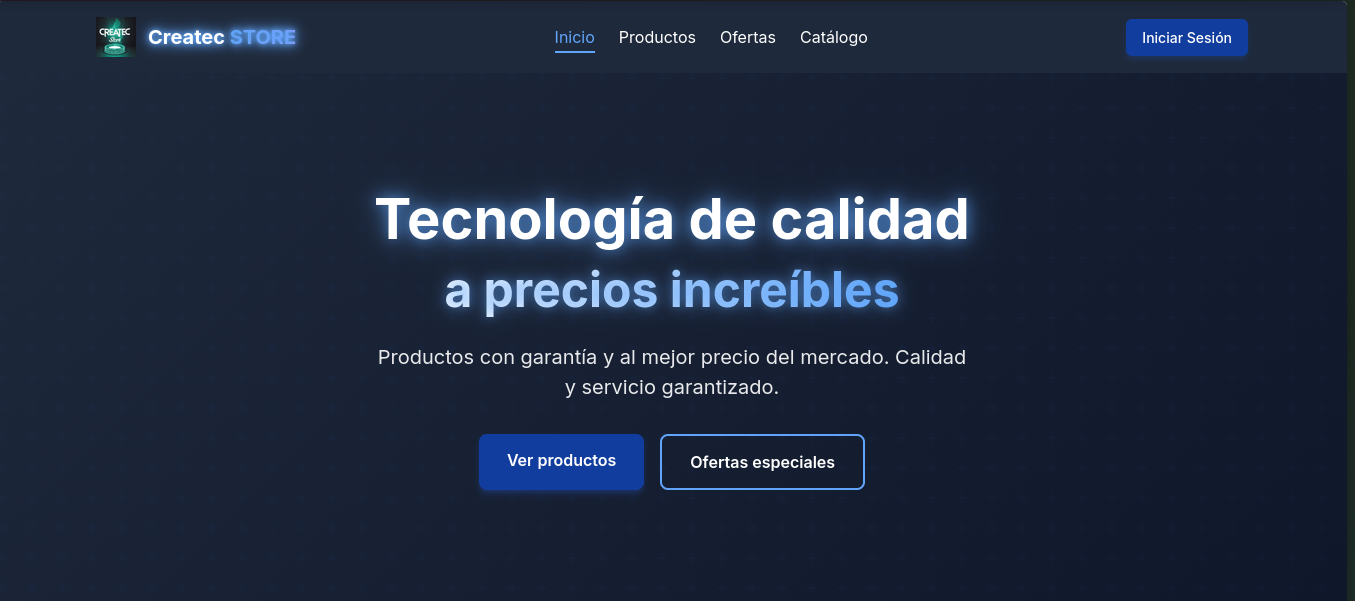 CREATEC
Store
Createc STORE
Inicio
Productos
Ofertas
Catálogo
Iniciar Sesión
Tecnología de calidad
a precios increíbles
Productos con garantía y al mejor precio del mercado. Calidad
y servicio garantizado.
Ver productos
Ofertas especiales